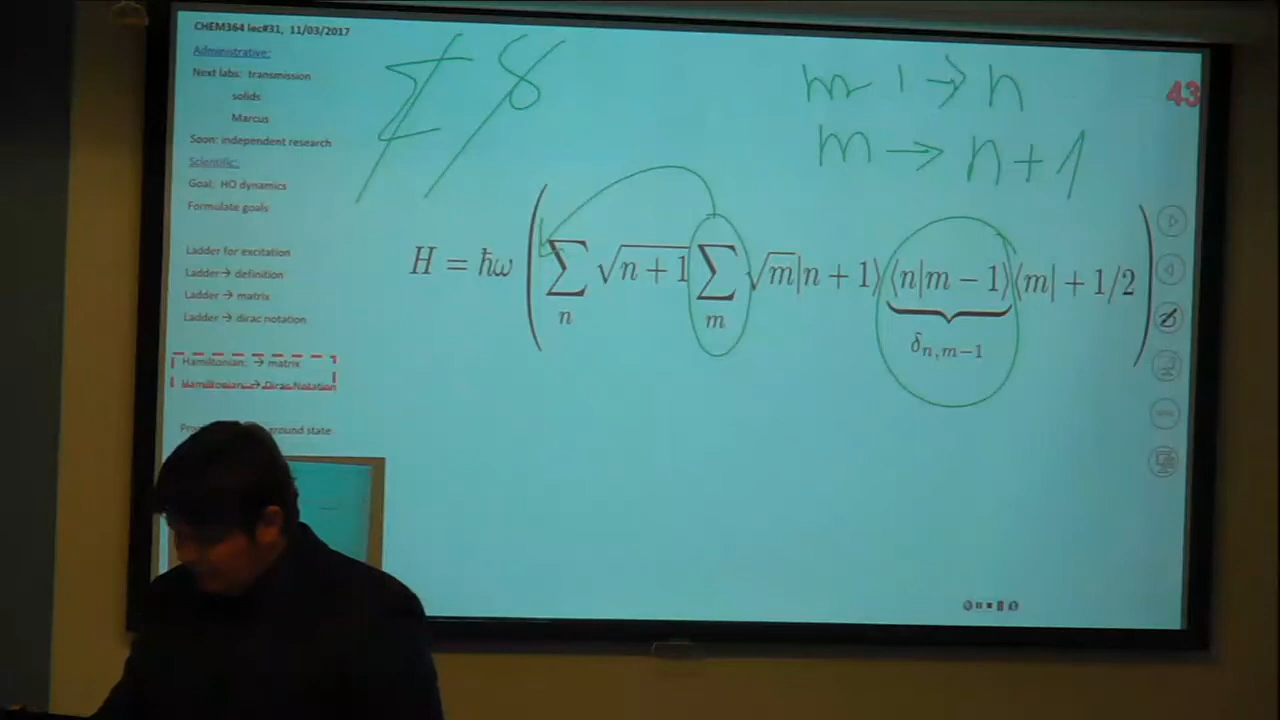 CHEM364 lec#31, 11/03/2017
Administrative:
Next labs: transmission
solids
Marcus
Soon: independent research
Scientific:
Goal: HO dynamics
Formulate goals
Ladder for excitation
Ladder→ definition
Ladder → matrix
Ladder → dirac notation
Hamiltonian: → matrix
Hamiltonian→ Dirac Notation
ground state
Σ δ
m-1 → n
m → n+1
43
H = ħω ( ∑_n √(n+1) ∑_m √m |n+1⟩ ⟨n|m−1⟩ ⟨m| + 1/2 )
δ_{n,m−1}